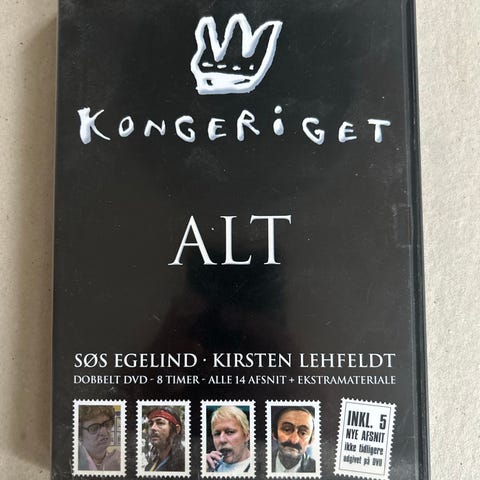 KONGERiGET
ALT
SØS EGELIND · KIRSTEN LEHFELDT
DOBBELT DVD - 8 TIMER - ALLE 14 AFSNIT + EKSTRAMATERIALE
INKL. 5
NYE AFSNIT
ikke tidligere
udgivet på DVD